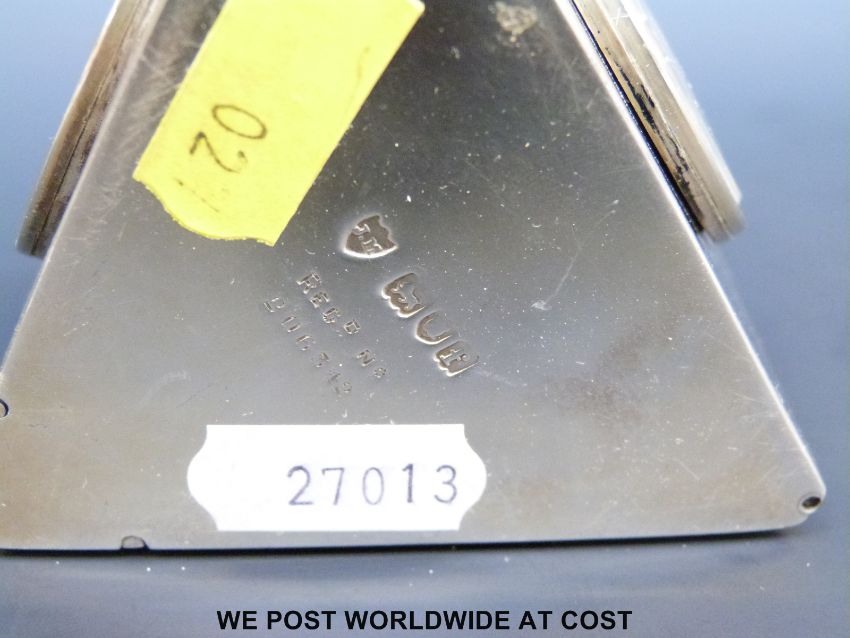 02
REGD No
27013
WE POST WORLDWIDE AT COST